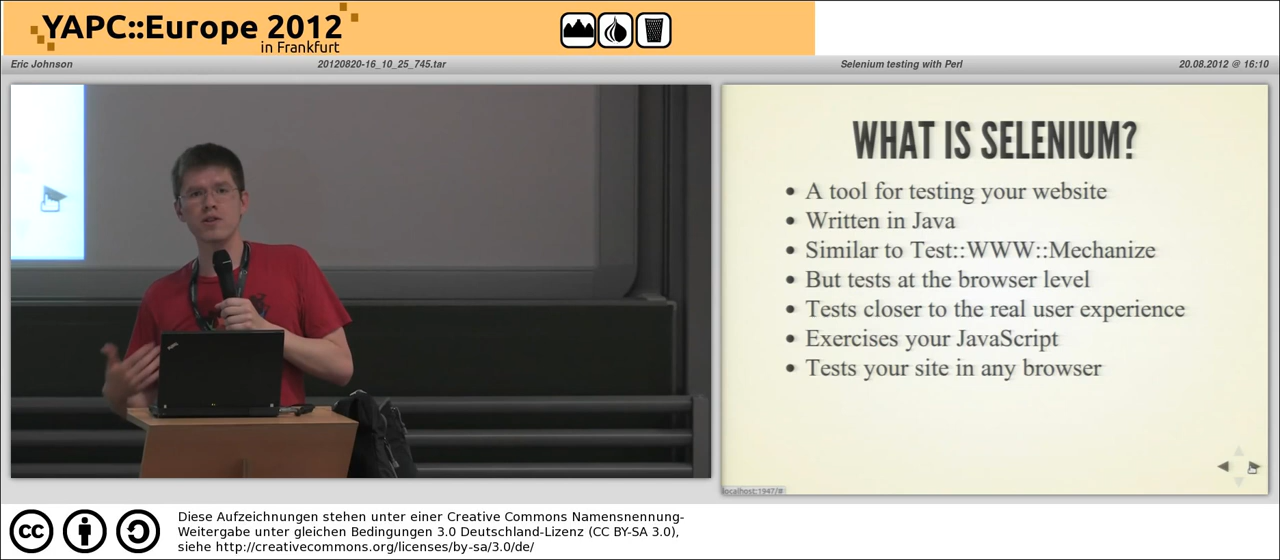 YAPC::Europe 2012
in Frankfurt
Eric Johnson
20120820-16_10_25_745.tar
Selenium testing with Perl
20.08.2012 @ 16:10
WHAT IS SELENIUM?
• A tool for testing your website
• Written in Java
• Similar to Test::WWW::Mechanize
• But tests at the browser level
• Tests closer to the real user experience
• Exercises your JavaScript
• Tests your site in any browser
localhost:1947/#
cc
Diese Aufzeichnungen stehen unter einer Creative Commons Namensnennung-
Weitergabe unter gleichen Bedingungen 3.0 Deutschland-Lizenz (CC BY-SA 3.0),
siehe http://creativecommons.org/licenses/by-sa/3.0/de/